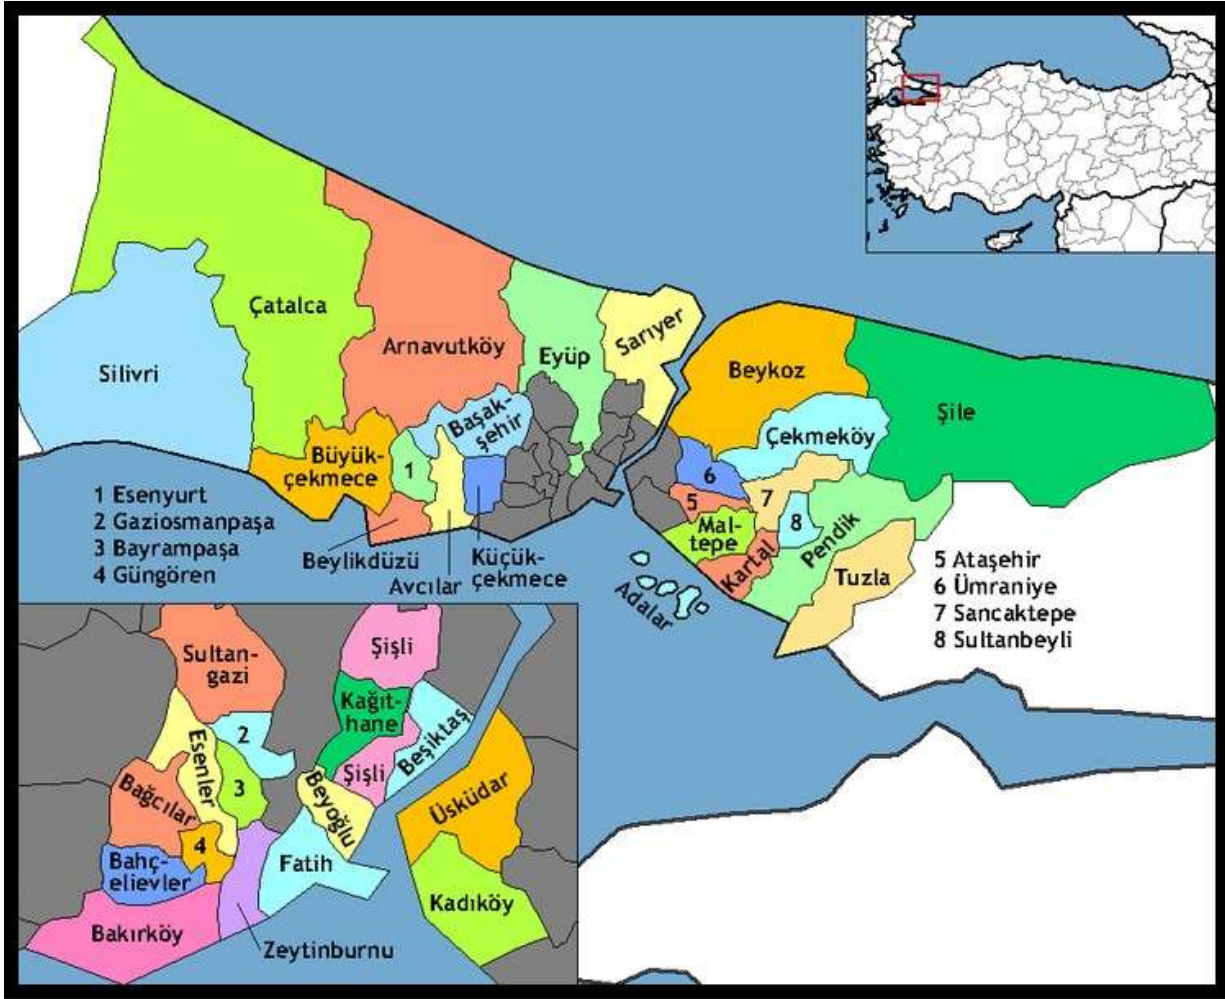 Çatalca
Silivri
Arnavutköy
Eyüp
Sarıyer
Beykoz
Şile
Başak-
şehir
Çekmeköy
Büyük-
çekmece
1
6
7
5
8
Mal-
tepe
Kartal
Pendik
Tuzla
Beylikdüzü
Avcılar
Küçük-
çekmece
Adalar
1 Esenyurt
2 Gaziosmanpaşa
3 Bayrampaşa
4 Güngören
5 Ataşehir
6 Ümraniye
7 Sancaktepe
8 Sultanbeyli
Sultan-
gazi
Şişli
Kağıt-
hane
2
Esenler
Beşiktaş
Şişli
3
Bağcılar
Beyoğlu
Üsküdar
4
Bahç-
elievler
Fatih
Kadıköy
Bakırköy
Zeytinburnu